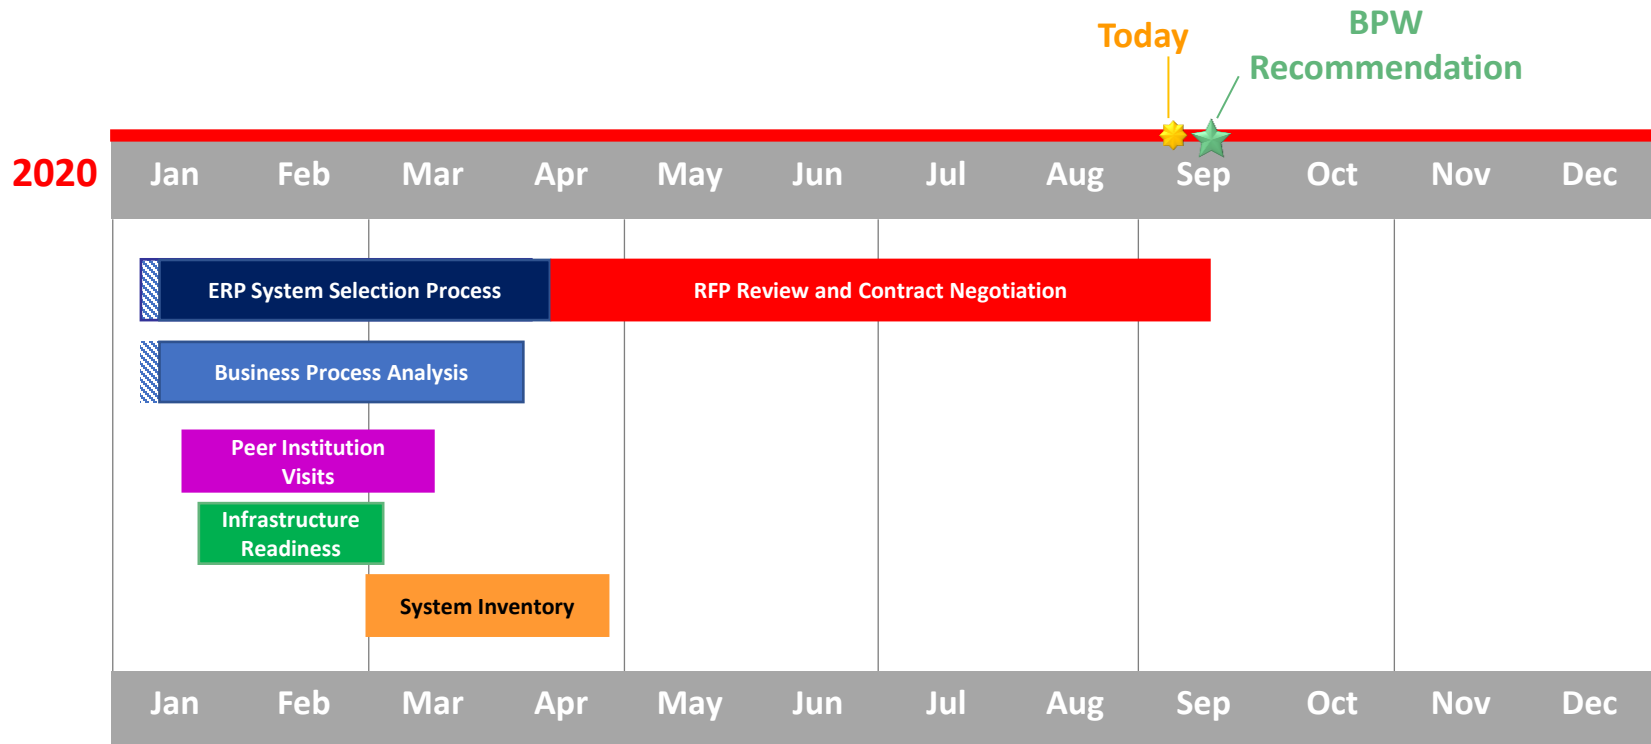 Today
BPW
Recommendation
2020
Jan Feb Mar Apr May Jun Jul Aug Sep Oct Nov Dec
ERP System Selection Process
RFP Review and Contract Negotiation
Business Process Analysis
Peer Institution
Visits
Infrastructure
Readiness
System Inventory
Jan Feb Mar Apr May Jun Jul Aug Sep Oct Nov Dec